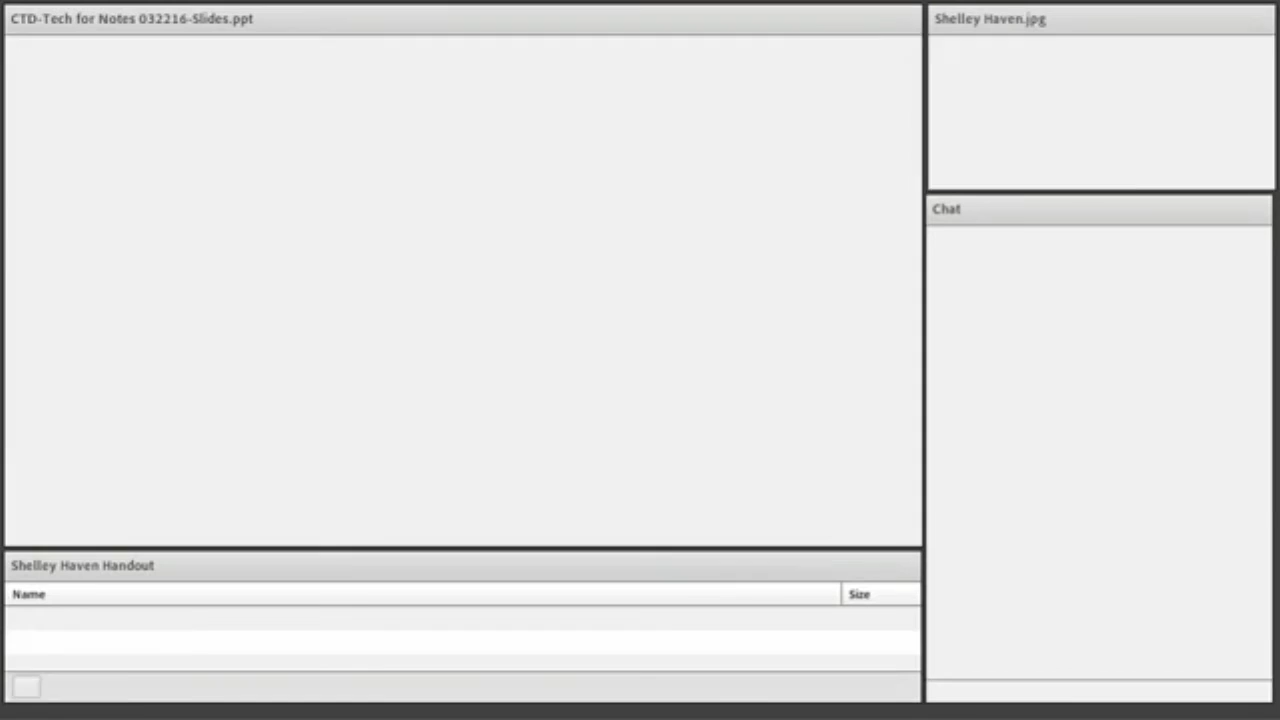 CTD-Tech for Notes 032216-Slides.ppt
Shelley Haven.jpg
Chat
Shelley Haven Handout
Name Size